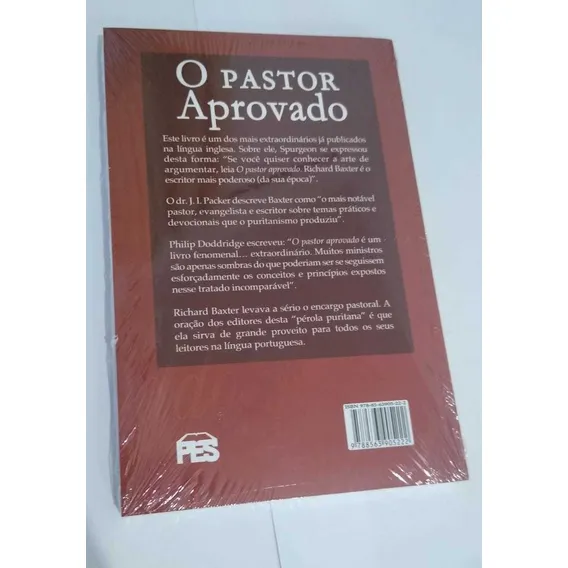 O PASTOR
Aprovado
Este livro é um dos mais extraordinários já publicados
na língua inglesa. Sobre ele, Spurgeon se expressou
desta forma: "Se você quiser conhecer a arte de
argumentar, leia O pastor aprovado. Richard Baxter é o
escritor mais poderoso (da sua época)".
O dr. J. I. Packer descreve Baxter como "o mais notável
pastor, evangelista e escritor sobre temas práticos e
devocionais que o puritanismo produziu".
Philip Doddridge escreveu: "O pastor aprovado é um
livro fenomenal... extraordinário. Muitos ministros
são apenas sombras do que poderiam ser se seguissem
esforçadamente os conceitos e princípios expostos
nesse tratado incomparável".
Richard Baxter levava a sério o encargo pastoral. A
oração dos editores desta "pérola puritana" é que
ela sirva de grande proveito para todos os seus
leitores na língua portuguesa.
PES
ISBN